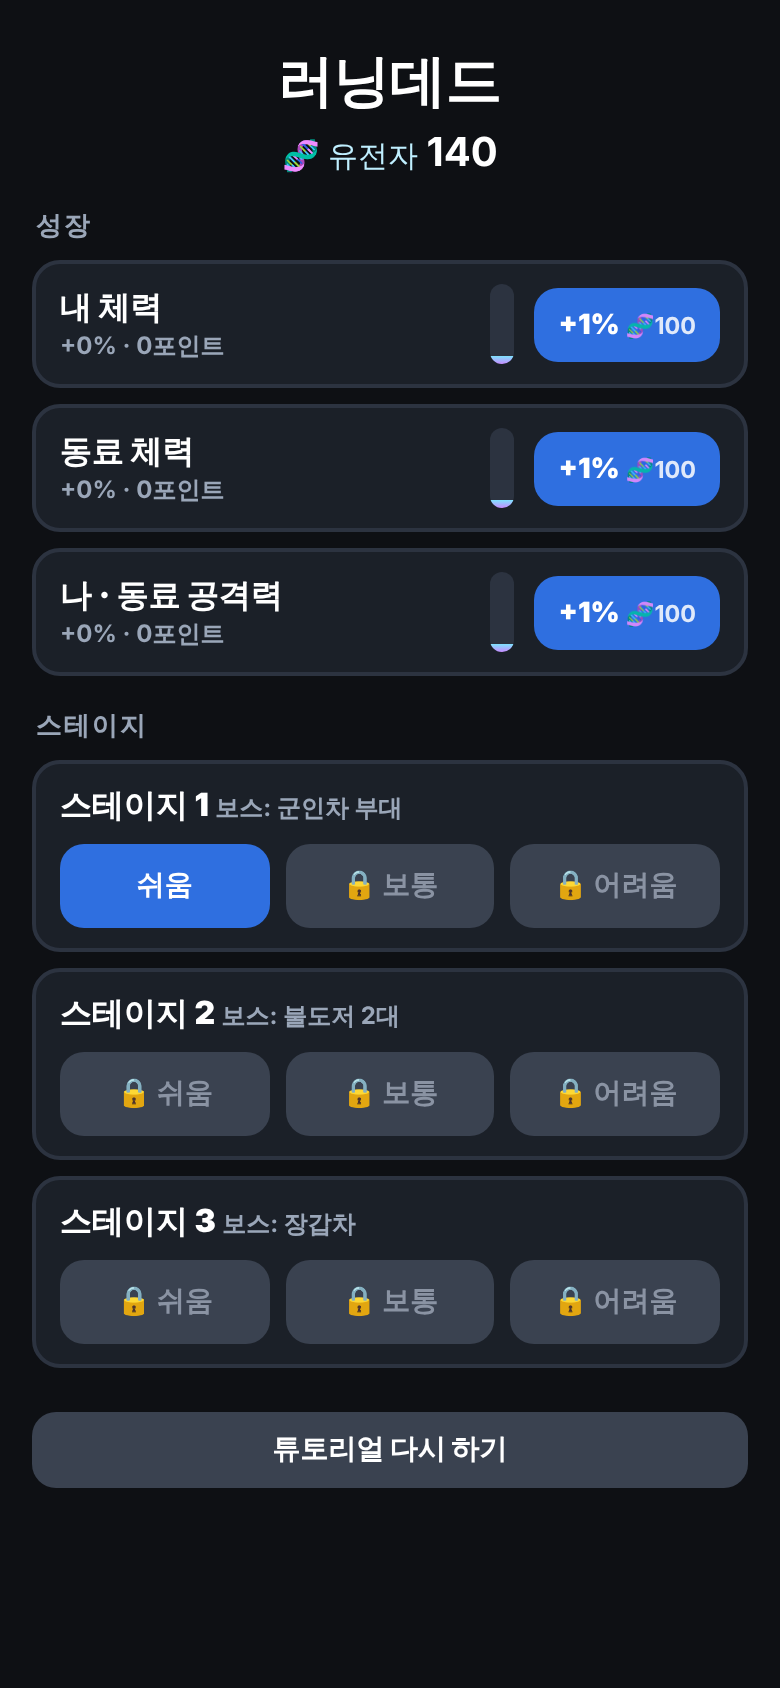 러닝데드
🧬 유전자 140
성장
내 체력
+0% · 0포인트
+1% 🧬100
동료 체력
+0% · 0포인트
+1% 🧬100
나 · 동료 공격력
+0% · 0포인트
+1% 🧬100
스테이지
스테이지 1 보스: 군인차 부대
쉬움
🔒 보통
🔒 어려움
스테이지 2 보스: 불도저 2대
🔒 쉬움
🔒 보통
🔒 어려움
스테이지 3 보스: 장갑차
🔒 쉬움
🔒 보통
🔒 어려움
튜토리얼 다시 하기